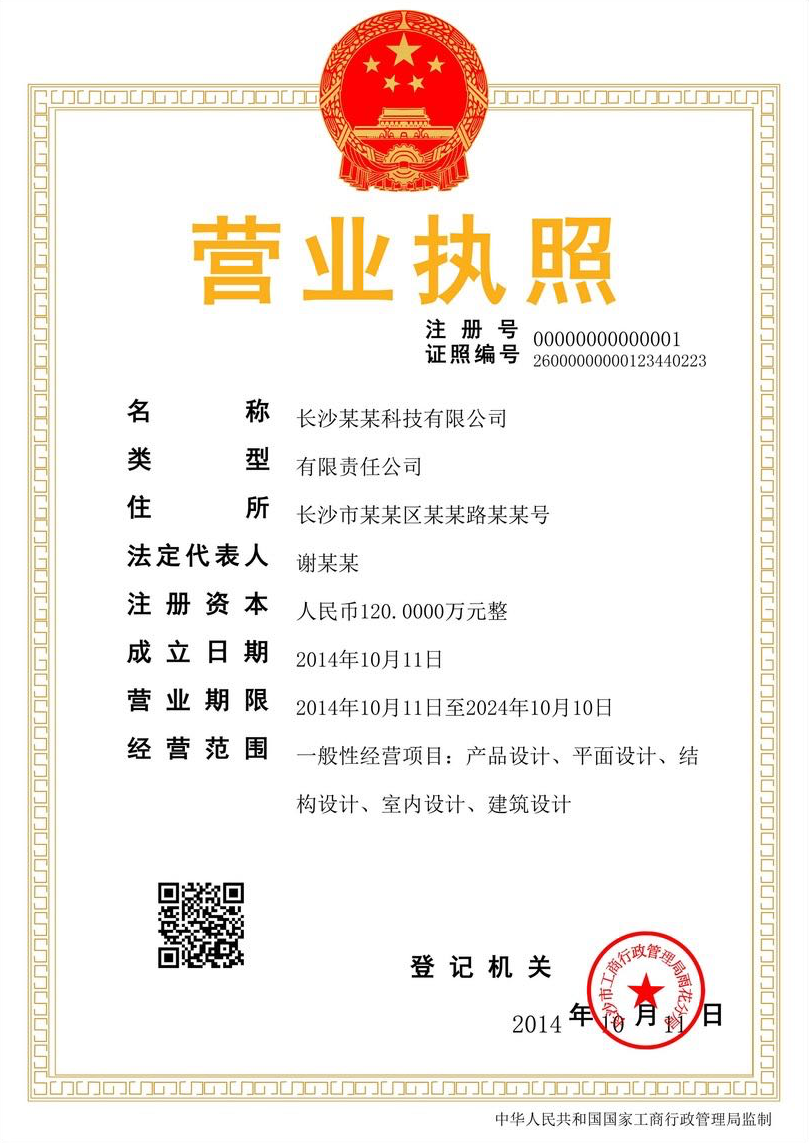 营业执照
注册号 00000000000001
证照编号 26000000000123440223
名称 长沙某某科技有限公司
类型 有限责任公司
住所 长沙市某某区某某路某某号
法定代表人 谢某某
注册资本 人民币120.0000万元整
成立日期 2014年10月11日
营业期限 2014年10月11日至2024年10月10日
经营范围 一般性经营项目：产品设计、平面设计、结
构设计、室内设计、建筑设计
登记机关
长沙市工商行政管理局雨花分局
2014年10月11日
中华人民共和国国家工商行政管理局监制